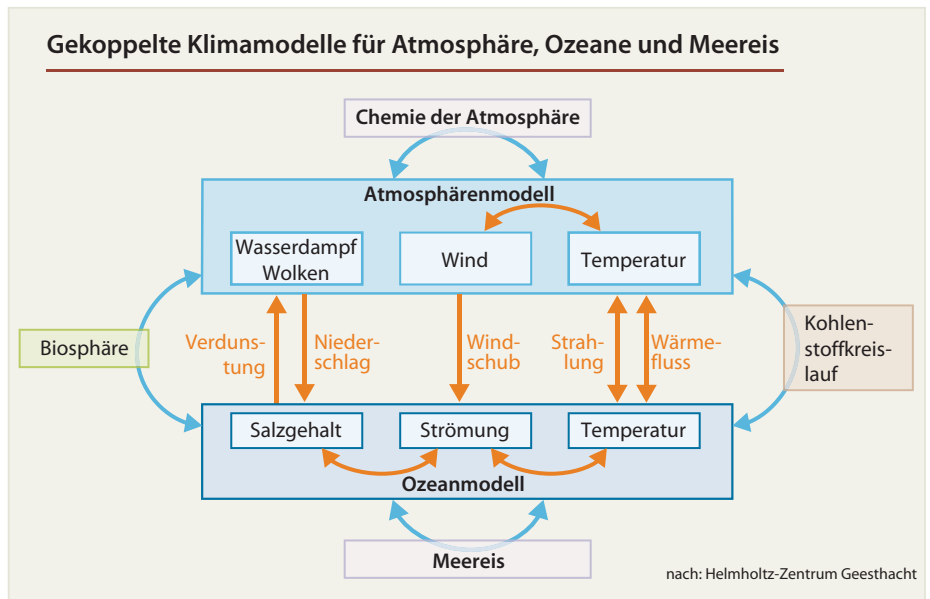 Gekoppelte Klimamodelle für Atmosphäre, Ozeane und Meereis
Chemie der Atmosphäre
Atmosphärenmodell
Wasserdampf
Wolken
Wind
Temperatur
Biosphäre
Verduns-
tung
Nieder-
schlag
Wind-
schub
Strah-
lung
Wärme-
fluss
Kohlen-
stoffkreis-
lauf
Salzgehalt
Strömung
Temperatur
Ozeanmodell
Meereis
nach: Helmholtz-Zentrum Geesthacht